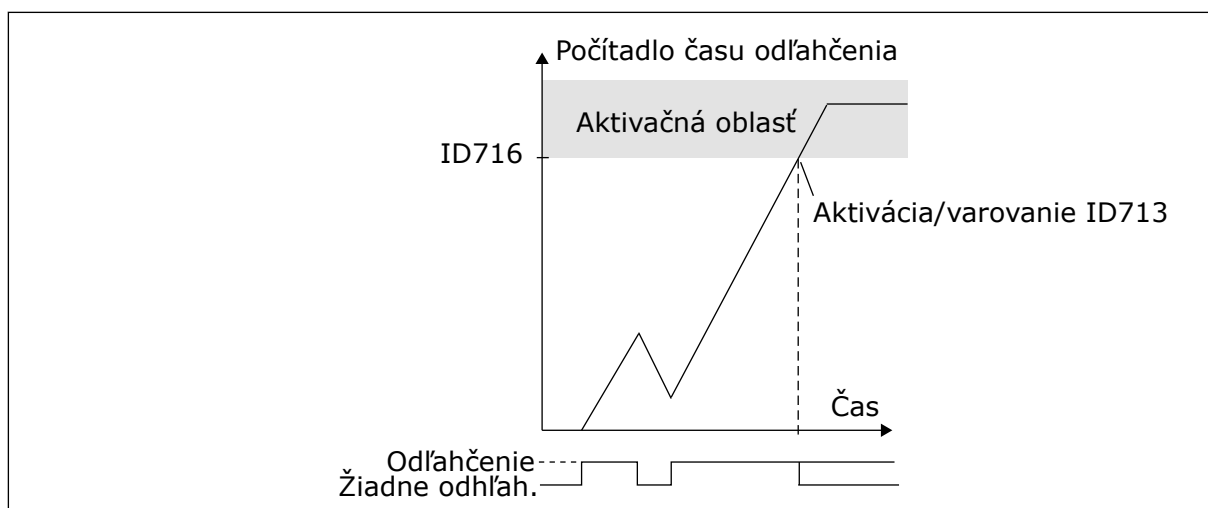 Počítadlo času odľahčenia
Aktivačná oblasť
ID716
Aktivácia/varovanie ID713
Čas
Odľahčenie
Žiadne odhľah.